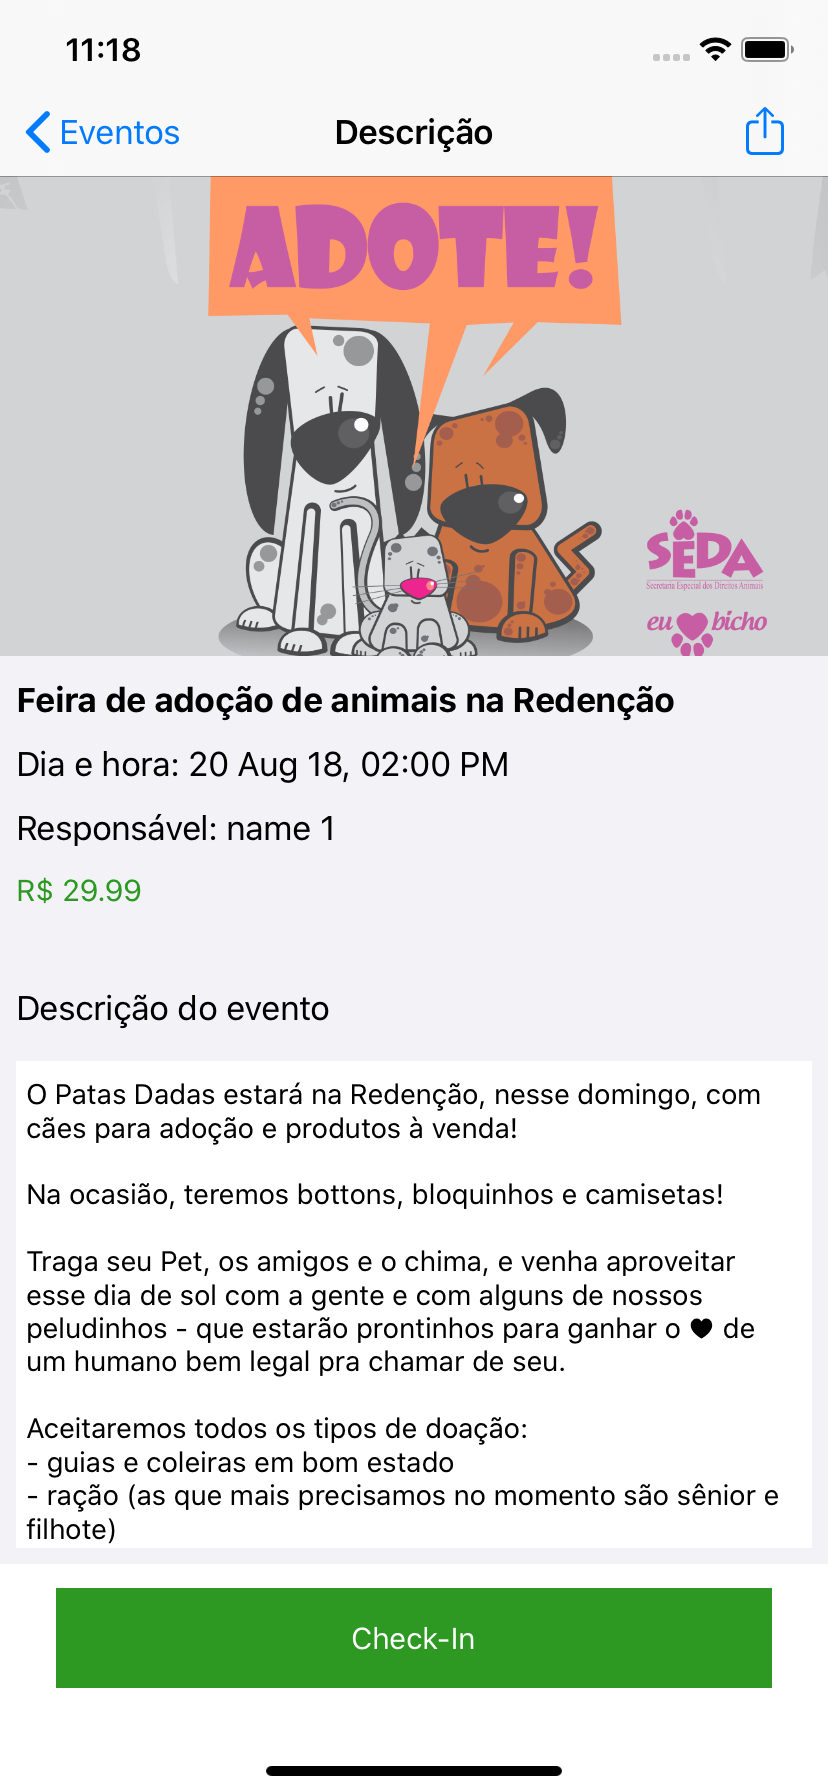 11:18
Eventos
Descrição
ADOTE!
SEDA
Secretaria Especial dos Direitos Animais
eu bicho
Feira de adoção de animais na Redenção
Dia e hora: 20 Aug 18, 02:00 PM
Responsável: name 1
R$ 29.99
Descrição do evento
O Patas Dadas estará na Redenção, nesse domingo, com
cães para adoção e produtos à venda!
Na ocasião, teremos bottons, bloquinhos e camisetas!
Traga seu Pet, os amigos e o chima, e venha aproveitar
esse dia de sol com a gente e com alguns de nossos
peludinhos - que estarão prontinhos para ganhar o ♥ de
um humano bem legal pra chamar de seu.
Aceitaremos todos os tipos de doação:
- guias e coleiras em bom estado
- ração (as que mais precisamos no momento são sênior e
filhote)
Check-In